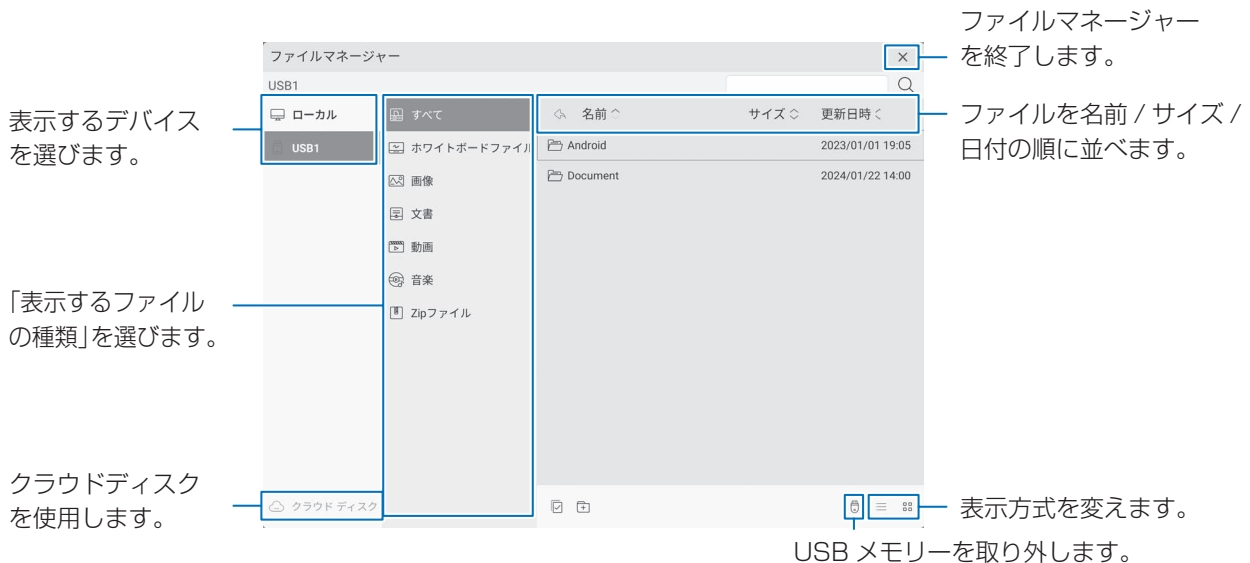 ファイルマネージャー
を終了します。
ファイルマネージャー
USB1
表示するデバイス
を選びます。
ローカル
USB1
すべて
ホワイトボードファイル
画像
文書
動画
音楽
Zipファイル
名前
サイズ
更新日時
ファイルを名前 / サイズ /
日付の順に並べます。
Android
2023/01/01 19:05
Document
2024/01/22 14:00
「表示するファイル
の種類」を選びます。
クラウドディスク
を使用します。
クラウド ディスク
表示方式を変えます。
USB メモリーを取り外します。